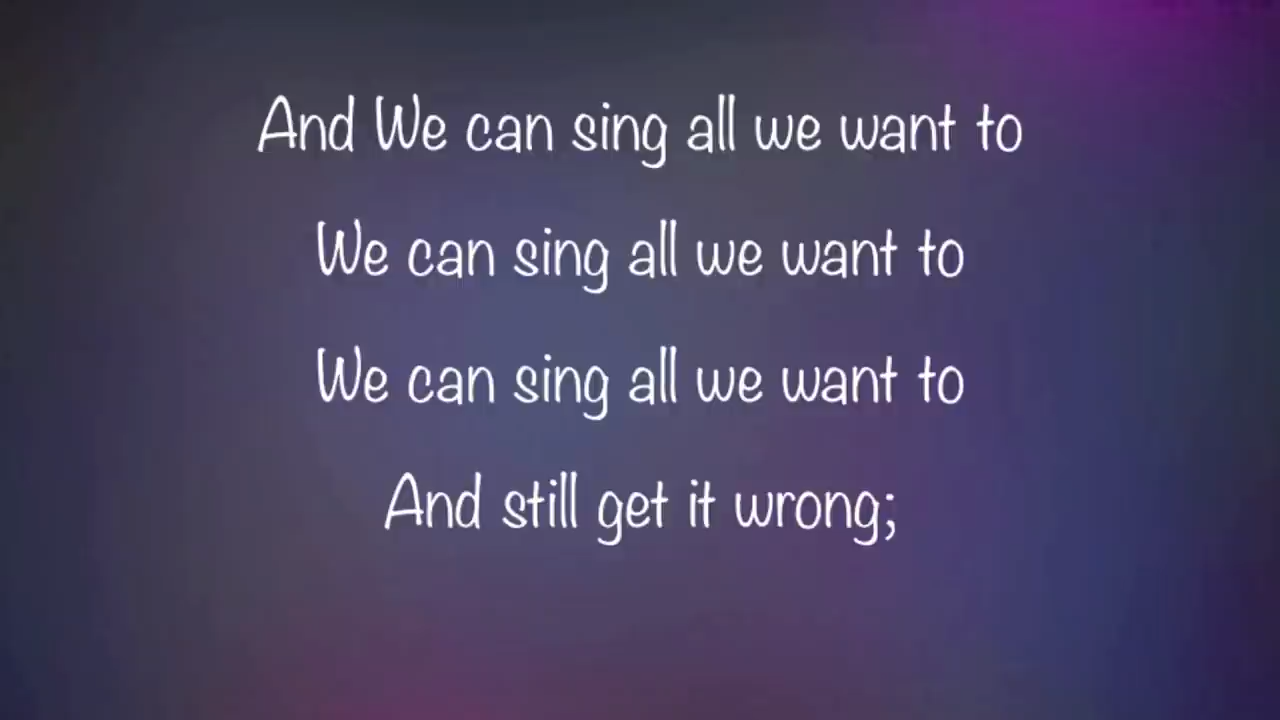 And We can sing all we want to
We can sing all we want to
We can sing all we want to
And still get it wrong;